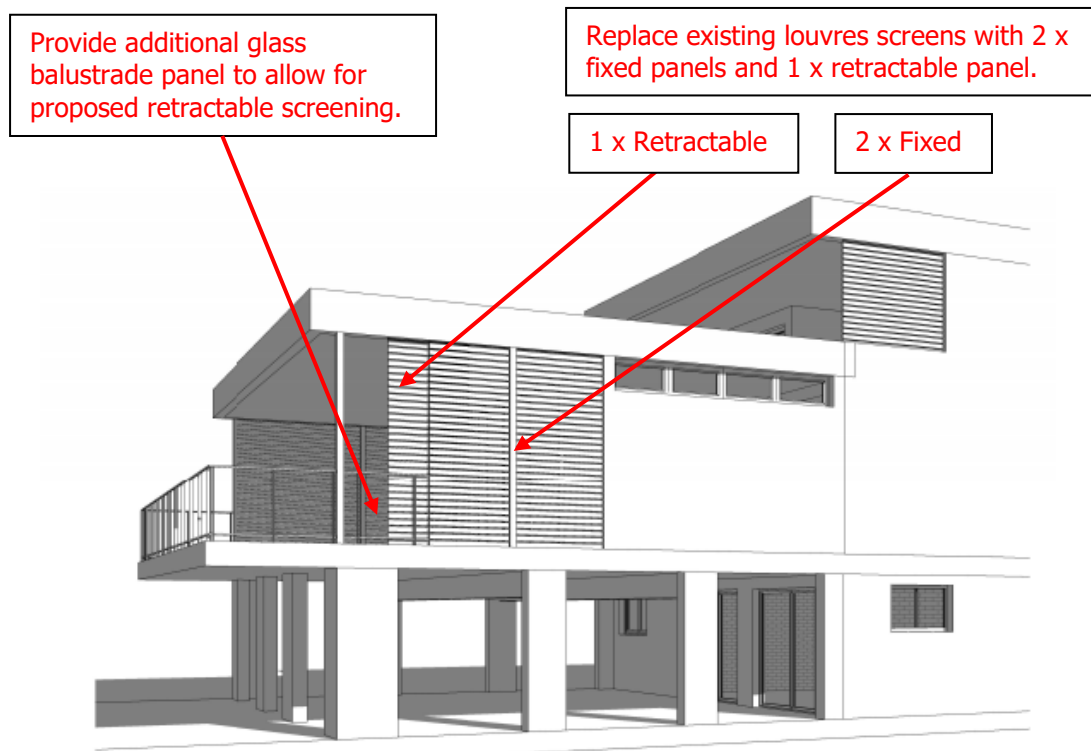 Provide additional glass
balustrade panel to allow for
proposed retractable screening.
Replace existing louvres screens with 2 x
fixed panels and 1 x retractable panel.
1 x Retractable
2 x Fixed